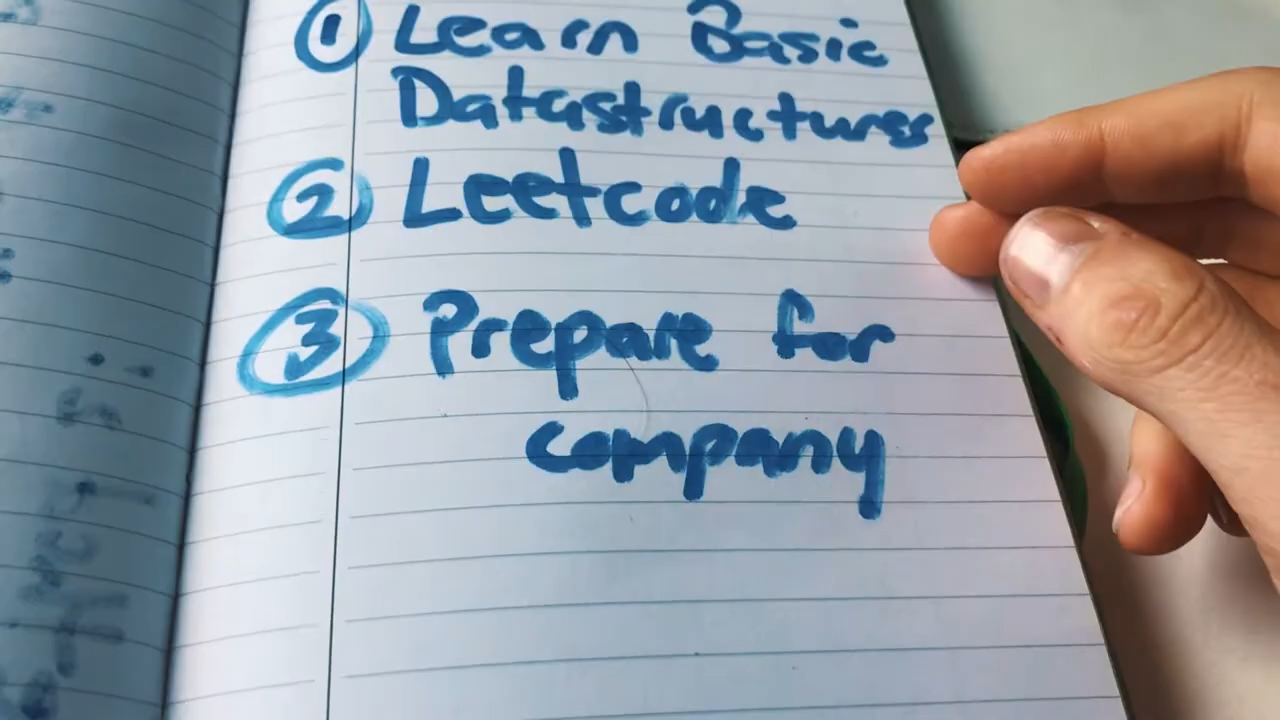 1 Learn Basic
Datastructures
2 Leetcode
3 Prepare for
company